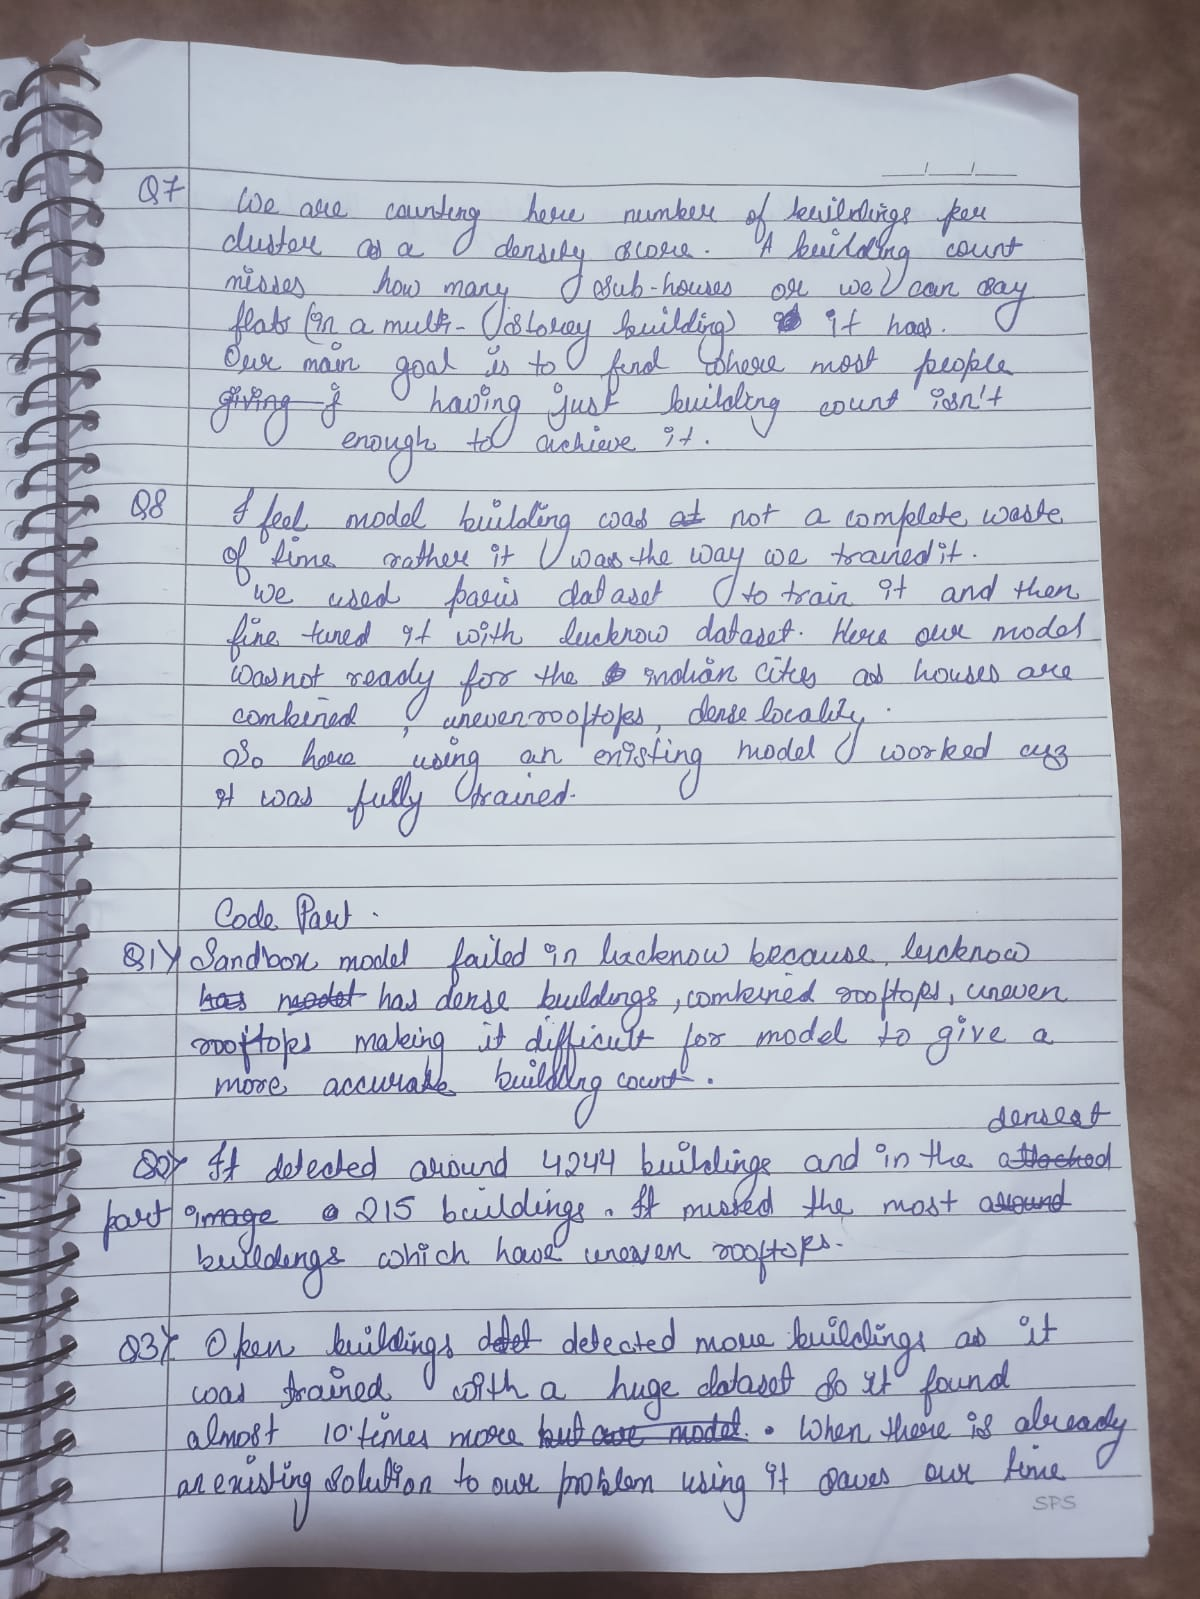 __/__/__
Q7 We are counting here number of buildings per
cluster as a density score. A building count
misses how many sub-houses or we can say
flats (in a multi-storey building) it has.
Our main goal is to find where most people
giving having just building count isn't
enough to achieve it.
Q8 I feel model building was at not a complete waste
of time rather it was the way we trained it.
we used paris dataset to train it and then
fine tuned it with lucknow dataset. Here our model
was not ready for the indian cities as houses are
combined, uneven rooftops, dense locality.
So here using an existing model worked cuz
it was fully trained.
Code Part.
Q1) Sandbox model failed in lucknow because lucknow
has model has dense buildings, combined rooftops, uneven
rooftops making it difficult for model to give a
more accurate building count.
densest
Q2) It detected around 4244 buildings and in the attached
part image 215 buildings. It missed the most around
buildings which have uneven rooftops.
Q3) Open buildings detected more buildings as it
was trained with a huge dataset so it found
almost 10 times more but our model. When there is already
an existing solution to our problem using it saves our time
SPS